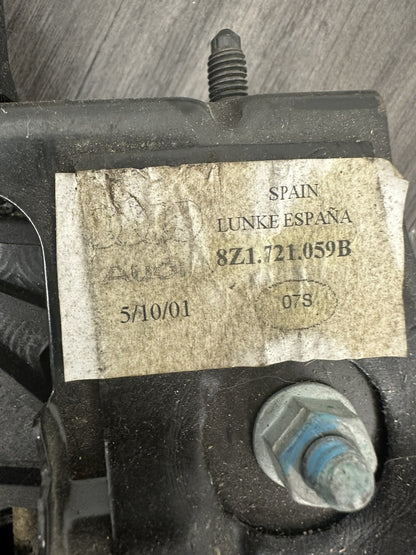 SPAIN
LUNKE ESPAÑA
8Z1.721.059B
AUDI
5/10/01
07S